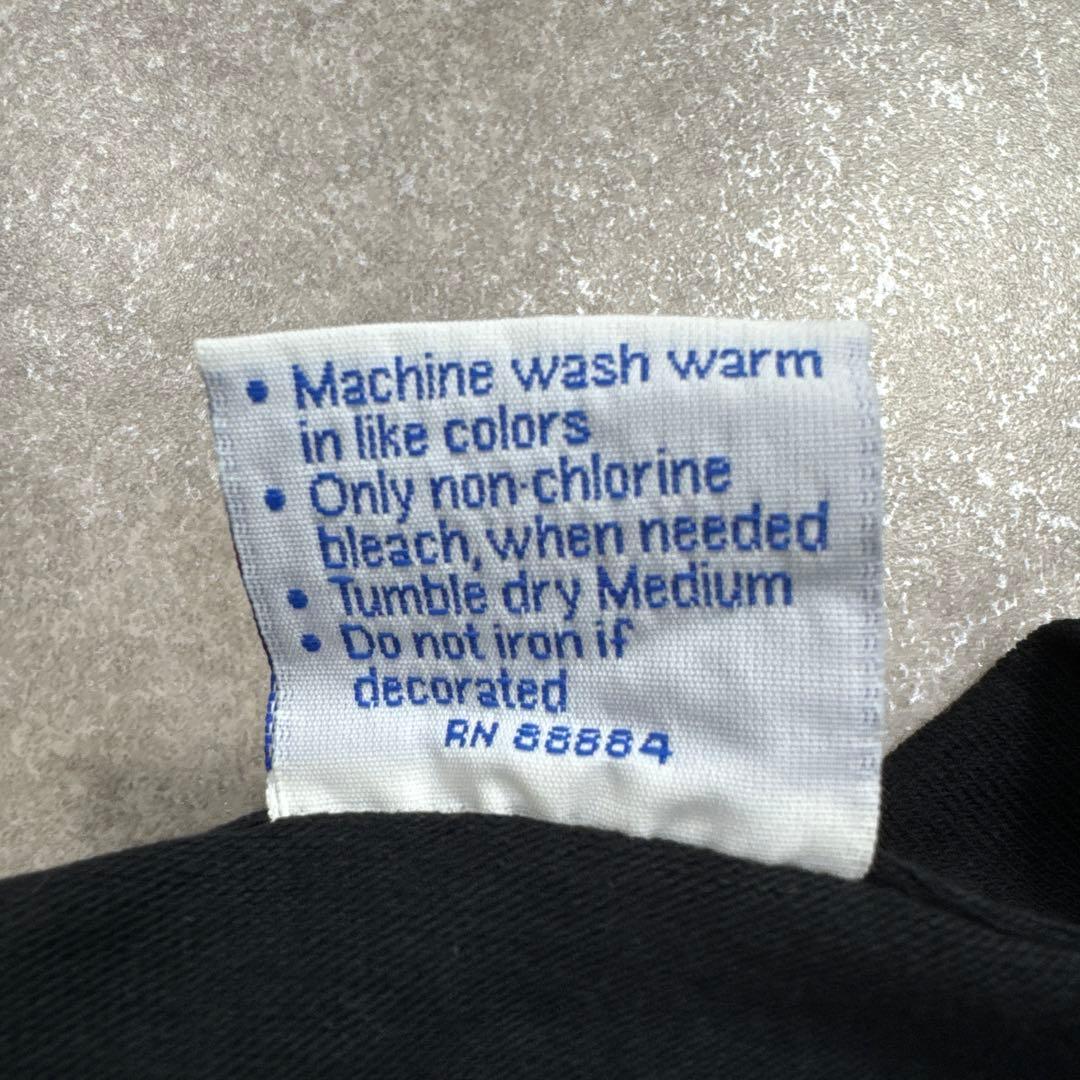 • Machine wash warm
in like colors
• Only non-chlorine
bleach, when needed
• Tumble dry Medium
• Do not iron if
decorated
RN 88884